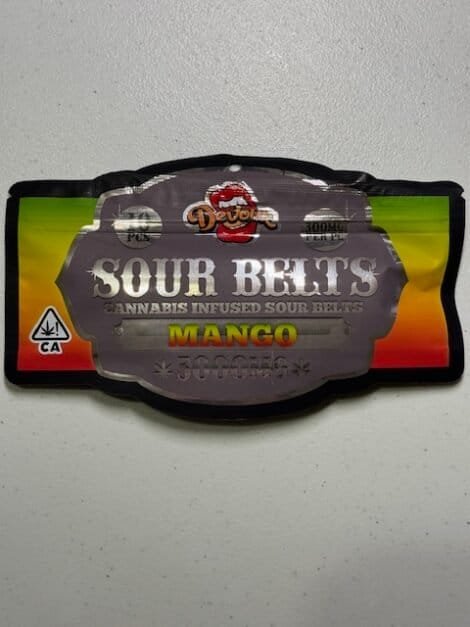 Devour
10
PCS
300MG
PER PC
SOUR BELTS
CANNABIS INFUSED SOUR BELTS
MANGO
3000MG
CA